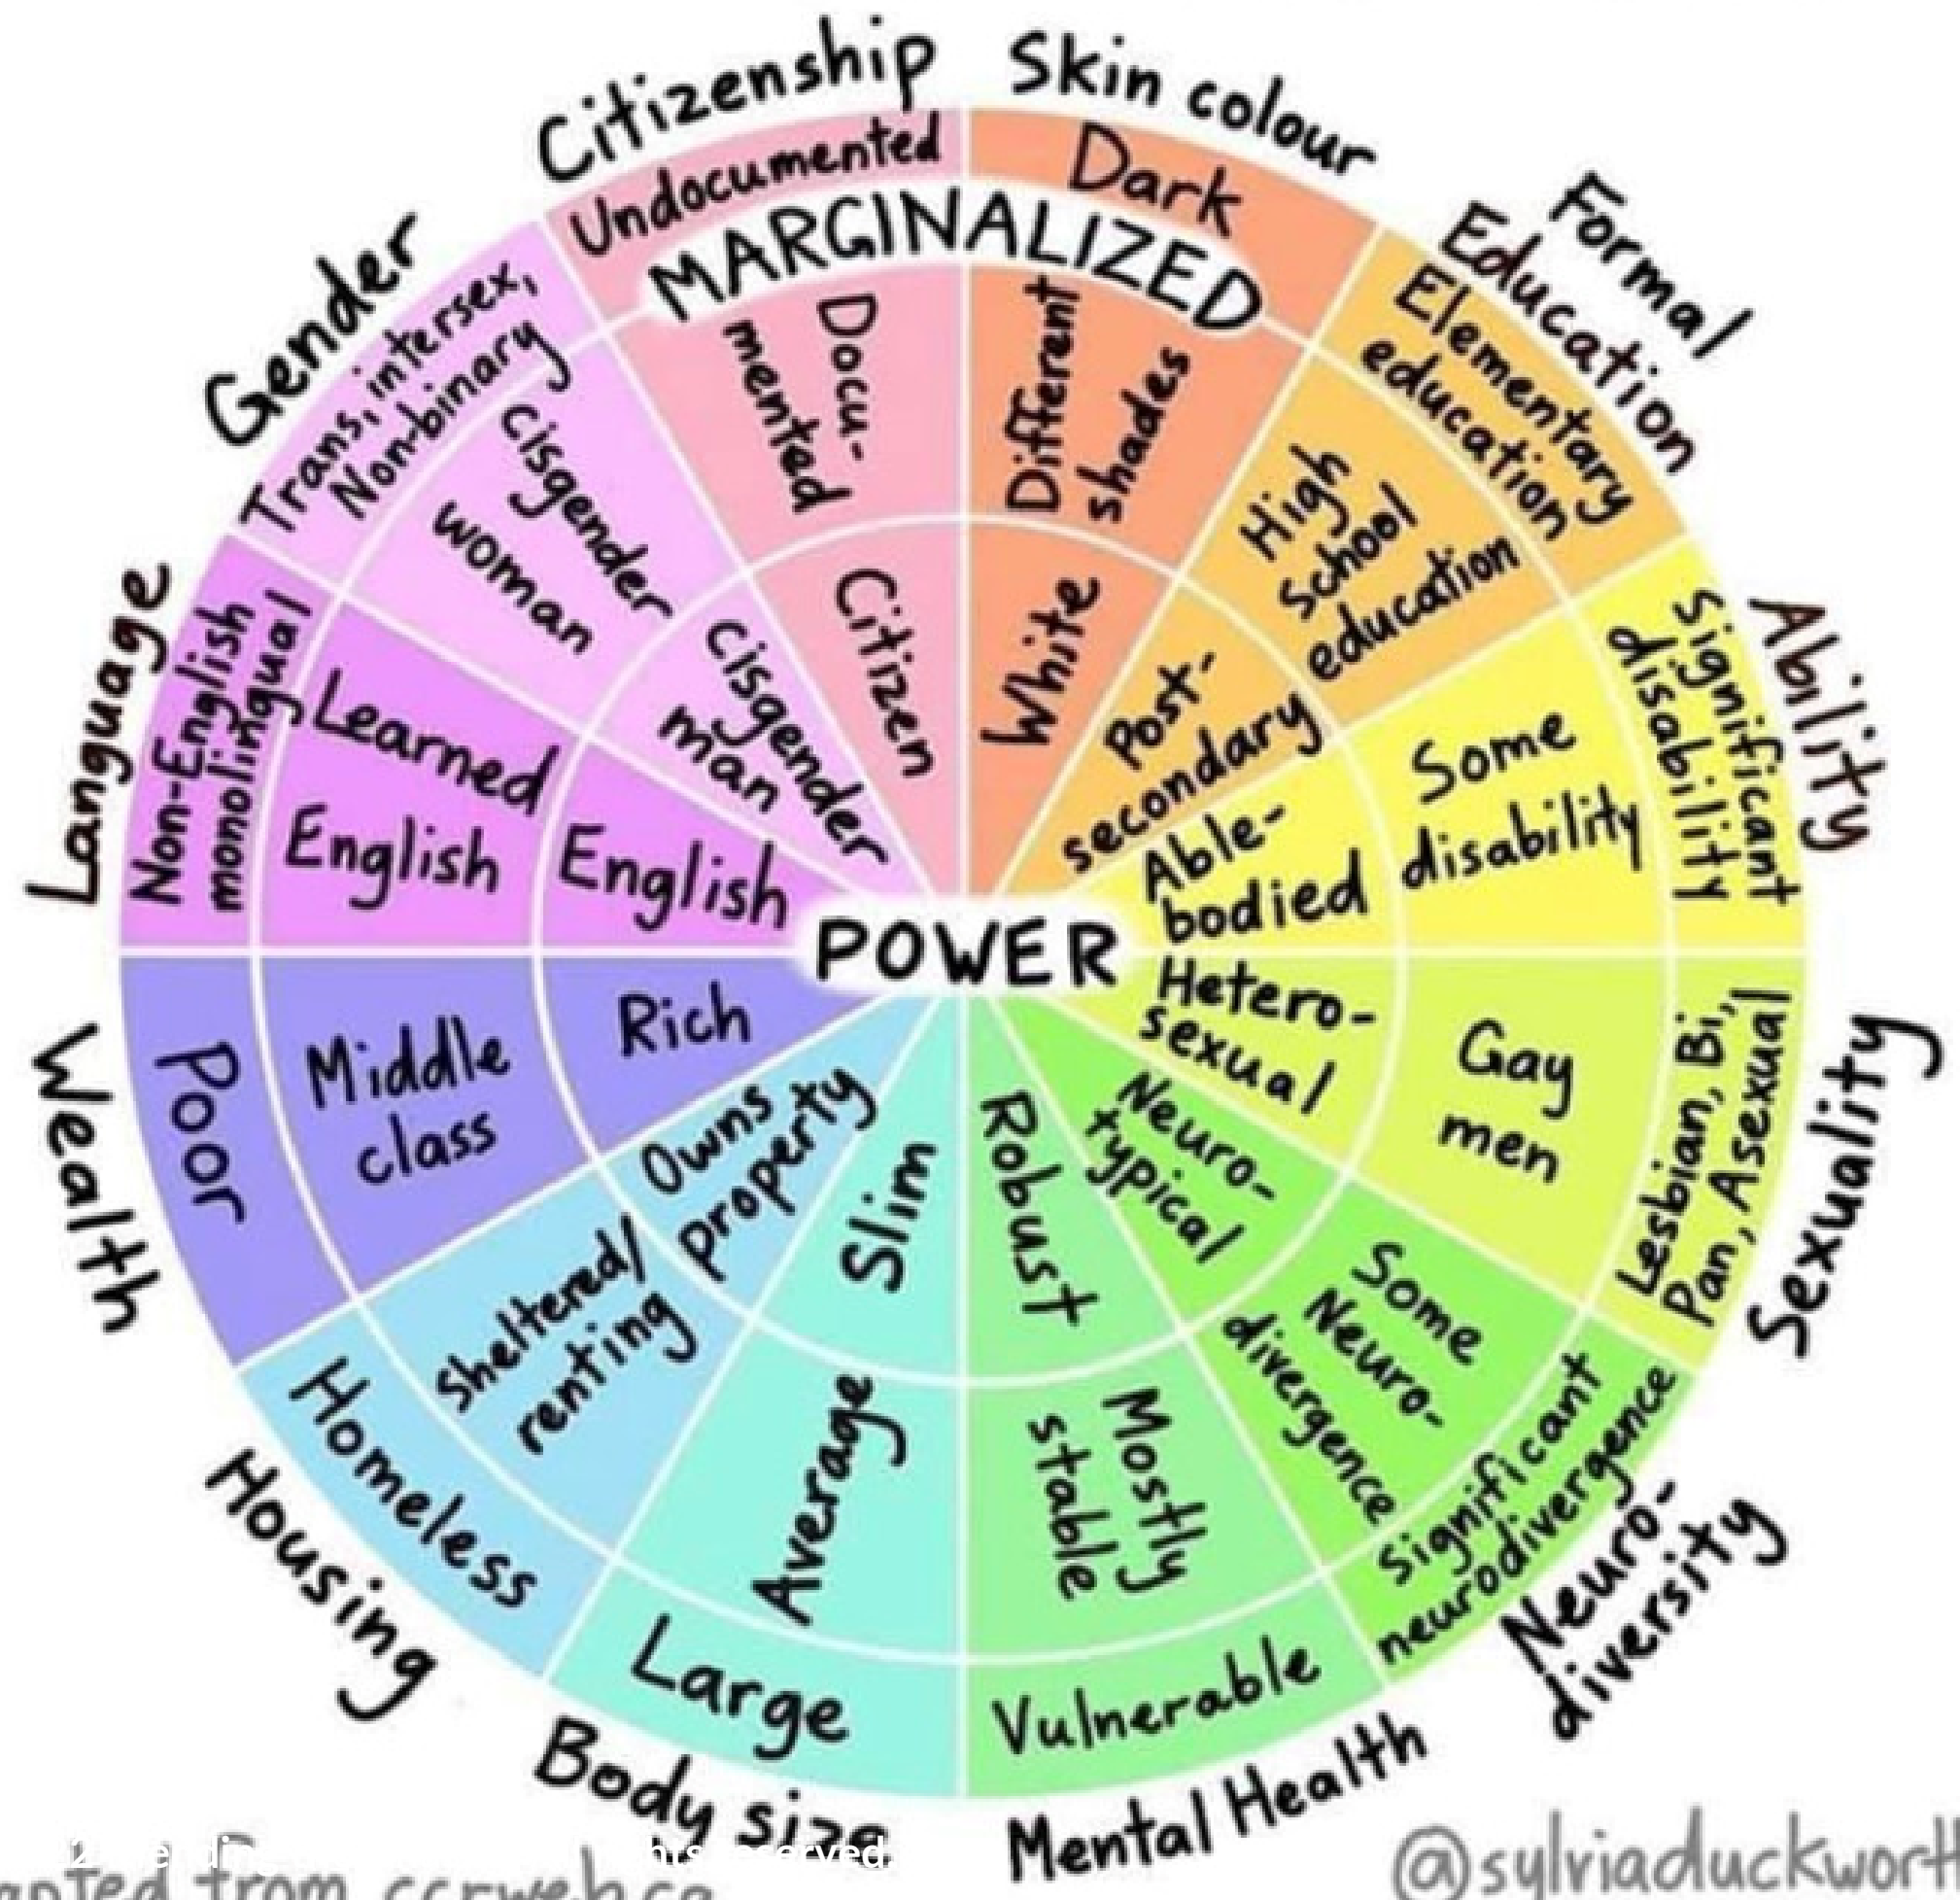 Citizenship
Undocumented
Docu-
mented
Citizen
Skin colour
Dark
Different
shades
White
Formal
Education
Elementary
education
High
school
education
Post-
secondary
Ability
Significant
disability
Some
disability
Able-
bodied
Sexuality
Lesbian, Bi,
Pan, Asexual
Gay
men
Hetero-
sexual
Neuro-
diversity
Significant
neurodivergence
Some
Neuro-
divergence
Neuro-
typical
Mental Health
Vulnerable
Mostly
stable
Robust
Body size
Large
Average
Slim
Housing
Homeless
Sheltered/
renting
Owns
property
Wealth
Poor
Middle
class
Rich
Language
Non-English
monolingual
Learned
English
English
Gender
Trans, intersex,
Non-binary
Cisgender
woman
Cisgender
man
MARGINALIZED
POWER
from ccrweb.ca
@sylviaduckworth